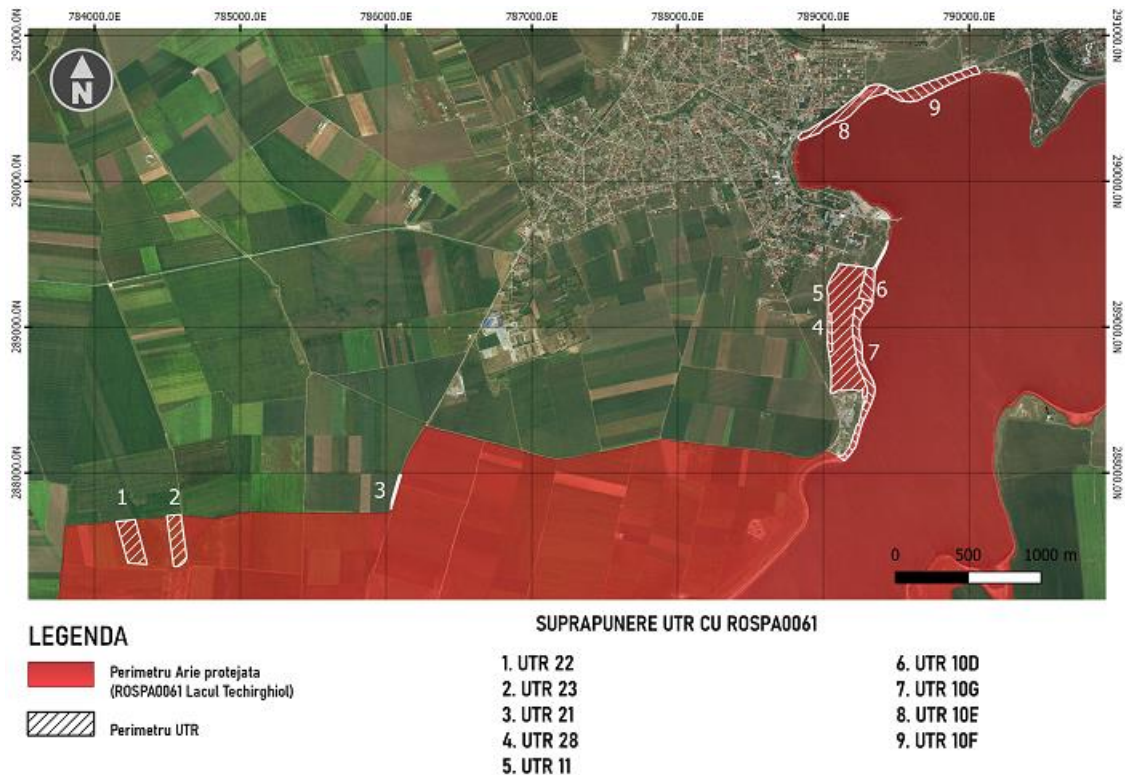 784000.0E 785000.0E 786000.0E 787000.0E 788000.0E 789000.0E 790000.0E
291000.0N 291000.0N
N
9
8
290000.0N 290000.0N
5 6
289000.0N 4 289000.0N
7
288000.0N 288000.0N
1 2 3
0 500 1000 m
LEGENDA
Perimetru Arie protejata
(ROSPA0061 Lacul Techirghiol)
Perimetru UTR
SUPRAPUNERE UTR CU ROSPA0061
1. UTR 22
2. UTR 23
3. UTR 21
4. UTR 28
5. UTR 11
6. UTR 10D
7. UTR 10G
8. UTR 10E
9. UTR 10F